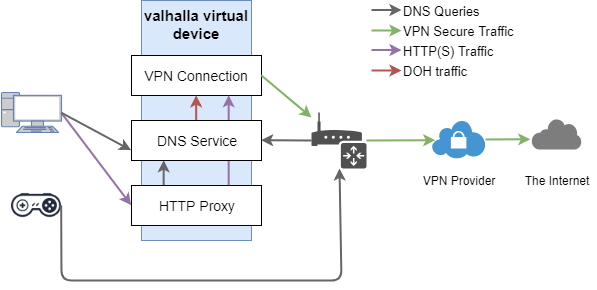 valhalla virtual
device
VPN Connection
DNS Service
HTTP Proxy
DNS Queries
VPN Secure Traffic
HTTP(S) Traffic
DOH traffic
VPN Provider
The Internet